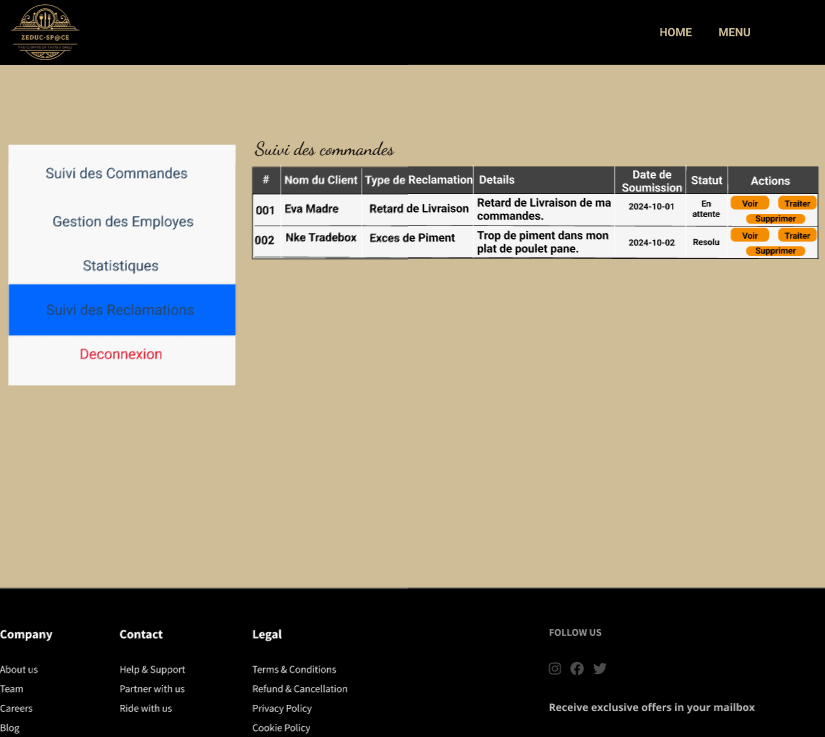 ZEDUC-SP@CE
HOME MENU
Suivi des Commandes
Gestion des Employes
Statistiques
Suivi des Reclamations
Deconnexion
Suivi des commandes
# Nom du Client Type de Reclamation Details Date de Soumission Statut Actions
001 Eva Madre Retard de Livraison Retard de Livraison de ma commandes. 2024-10-01 En attente Voir Traiter Supprimer
002 Nke Tradebox Exces de Piment Trop de piment dans mon plat de poulet pane. 2024-10-02 Resolu Voir Traiter Supprimer
Company Contact Legal FOLLOW US
About us Help & Support Terms & Conditions
Team Partner with us Refund & Cancellation
Careers Ride with us Privacy Policy Receive exclusive offers in your mailbox
Blog Cookie Policy